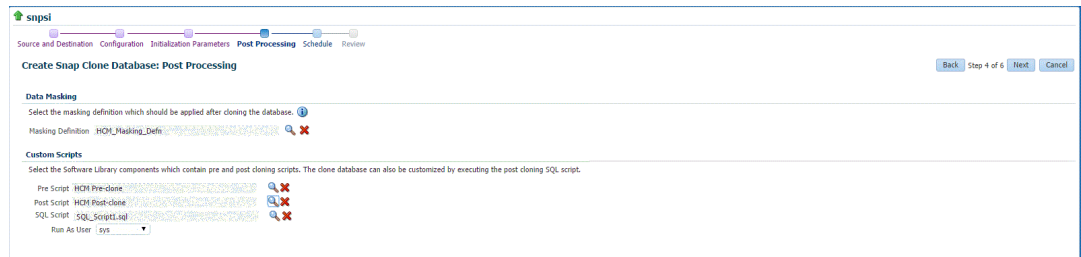 snpsi
Source and Destination Configuration Initialization Parameters Post Processing Schedule Review
Create Snap Clone Database: Post Processing
Back Step 4 of 6 Next Cancel
Data Masking
Select the masking definition which should be applied after cloning the database.
Masking Definition HCM_Masking_Defn
Custom Scripts
Select the Software Library components which contain pre and post cloning scripts. The clone database can also be customized by executing the post cloning SQL script.
Pre Script HCM Pre-clone
Post Script HCM Post-clone
SQL Script SQL_Script1.sql
Run As User sys